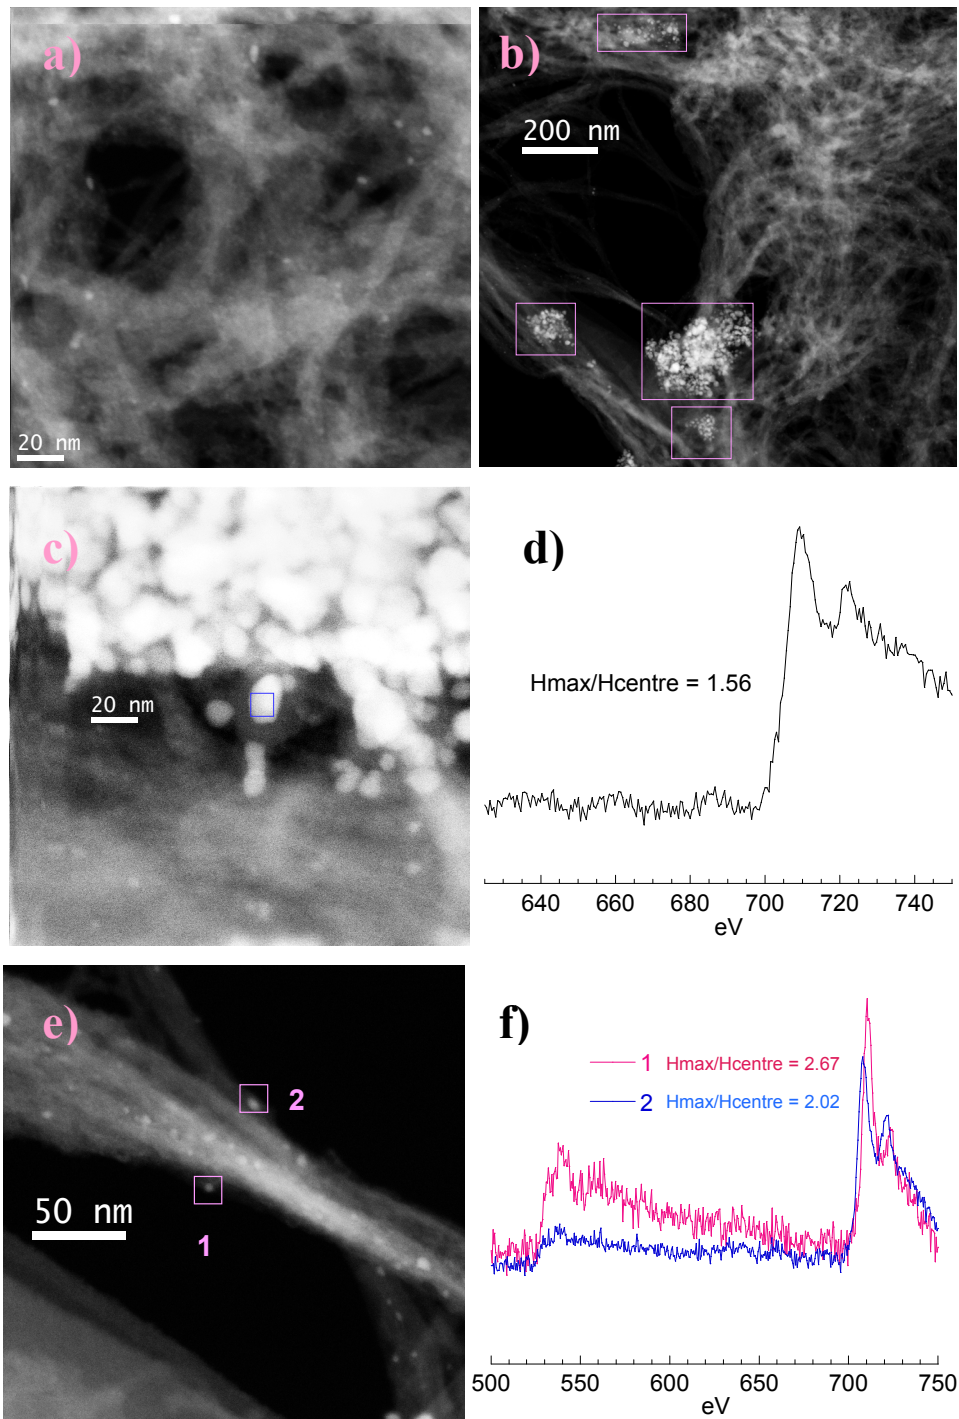 a)
20 nm
b)
200 nm
c)
20 nm
d)
Hmax/Hcentre = 1.56
640 660 680 700 720 740
eV
e)
2
50 nm
1
f)
1 Hmax/Hcentre = 2.67
2 Hmax/Hcentre = 2.02
500 550 600 650 700 750
eV